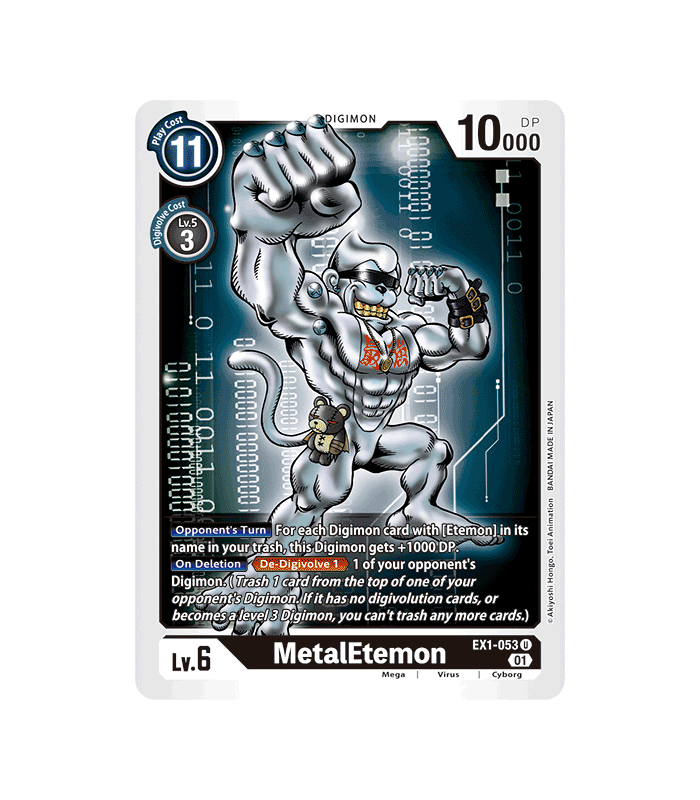 DIGIMON
Play Cost
11
DP
10000
Digivolve Cost
Lv.5
3
Opponent's Turn For each Digimon card with [Etemon] in its
name in your trash, this Digimon gets +1000 DP.
On Deletion De-Digivolve 1 1 of your opponent's
Digimon. (Trash 1 card from the top of one of your
opponent's Digimon. If it has no digivolution cards, or
becomes a level 3 Digimon, you can't trash any more cards.)
©Akiyoshi Hongo, Toei Animation BANDAI MADE IN JAPAN
Lv.6
MetalEtemon
EX1-053 U
01
Mega | Virus | Cyborg